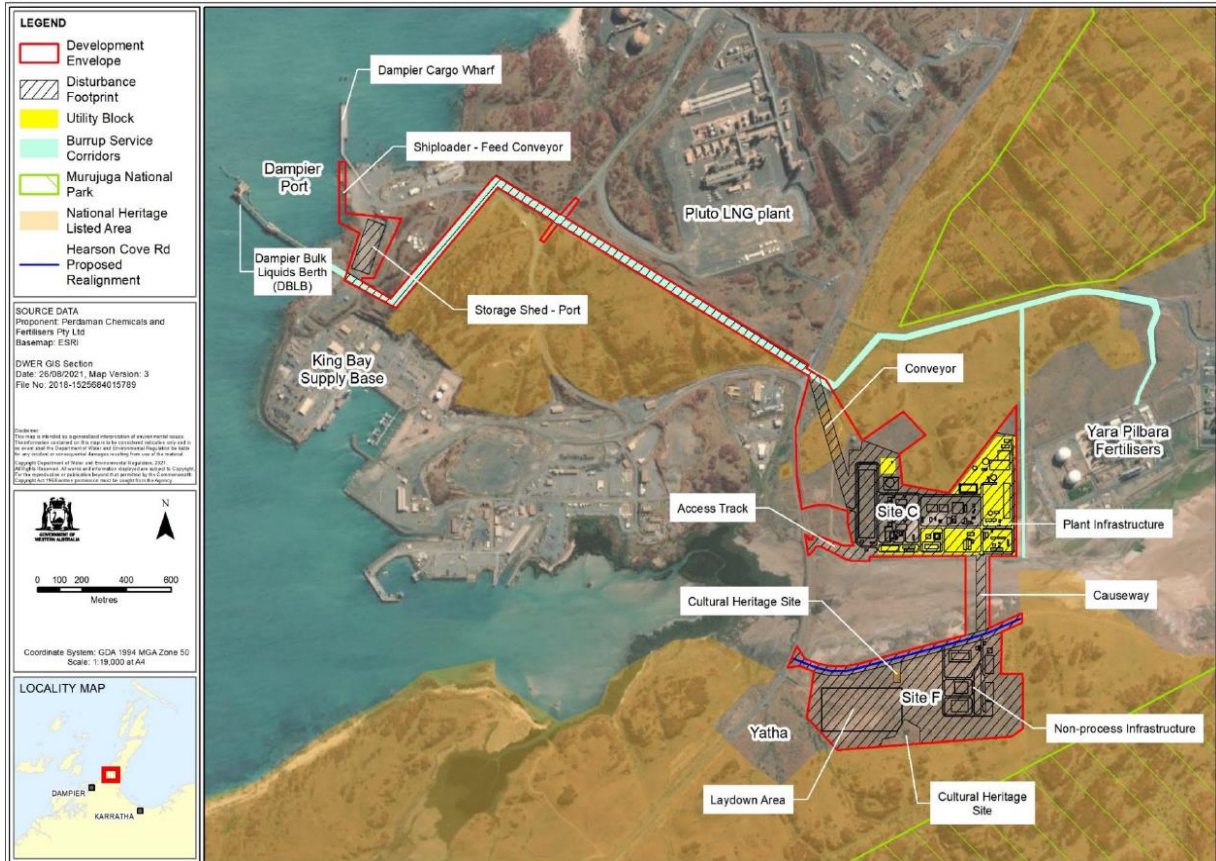 LEGEND
Development
Envelope
Disturbance
Footprint
Utility Block
Burrup Service
Corridors
Murujuga National
Park
National Heritage
Listed Area
Hearson Cove Rd
Proposed
Realignment
SOURCE DATA
Proponent: Perdaman Chemicals and
Fertilisers Pty Ltd
Basemap: ESRI
DWER GIS Section
Date: 26/08/2021, Map Version: 3
File No: 2018-1525684015789
GOVERNMENT OF
WESTERN AUSTRALIA
N
0 100 200 400 600
Metres
Coordinate System: GDA 1994 MGA Zone 50
Scale: 1:19,000 at A4
LOCALITY MAP
DAMPIER
KARRATHA
Dampier Cargo Wharf
Shiploader - Feed Conveyor
Dampier
Port
Pluto LNG plant
Dampier Bulk
Liquids Berth
(DBLB)
Storage Shed - Port
King Bay
Supply Base
Conveyor
Yara Pilbara
Fertilisers
Access Track
Site C
Plant Infrastructure
Cultural Heritage Site
Causeway
Site F
Yatha
Non-process Infrastructure
Laydown Area
Cultural Heritage
Site